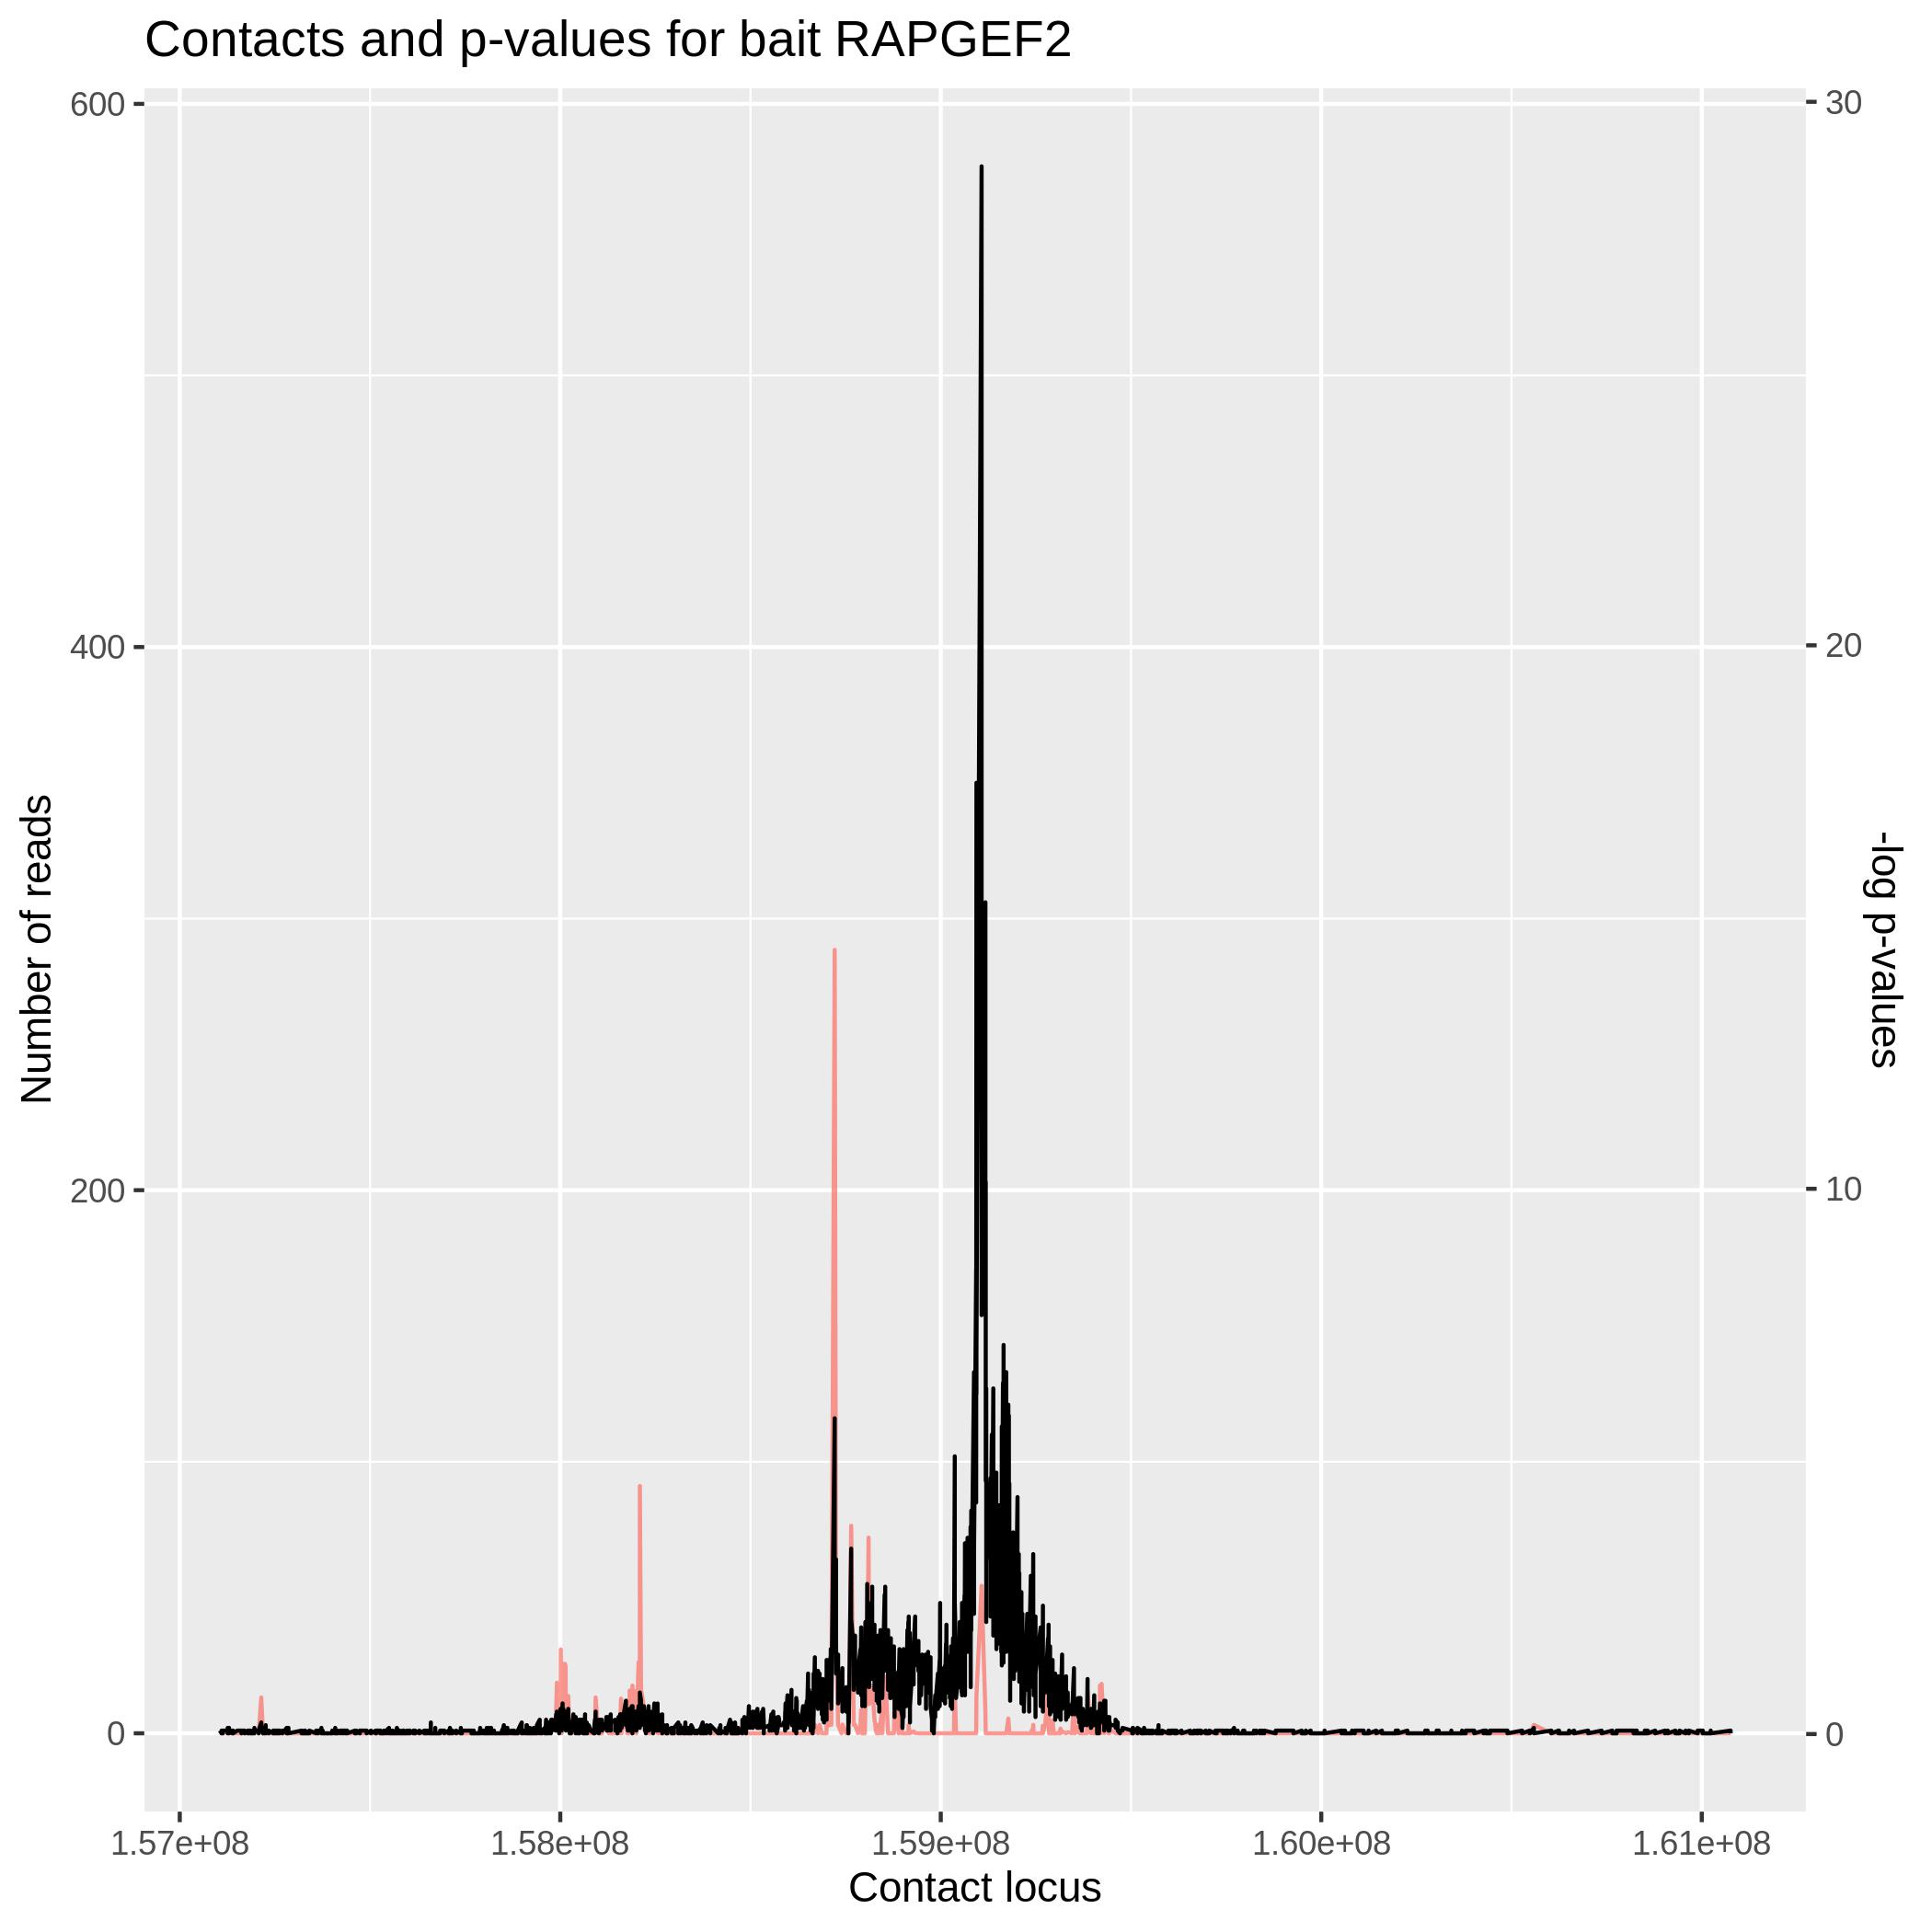 Contacts and p-values for bait RAPGEF2
600
400
200
0
Number of reads
30
20
10
0
-log p-values
1.57e+08
1.58e+08
1.59e+08
1.60e+08
1.61e+08
Contact locus